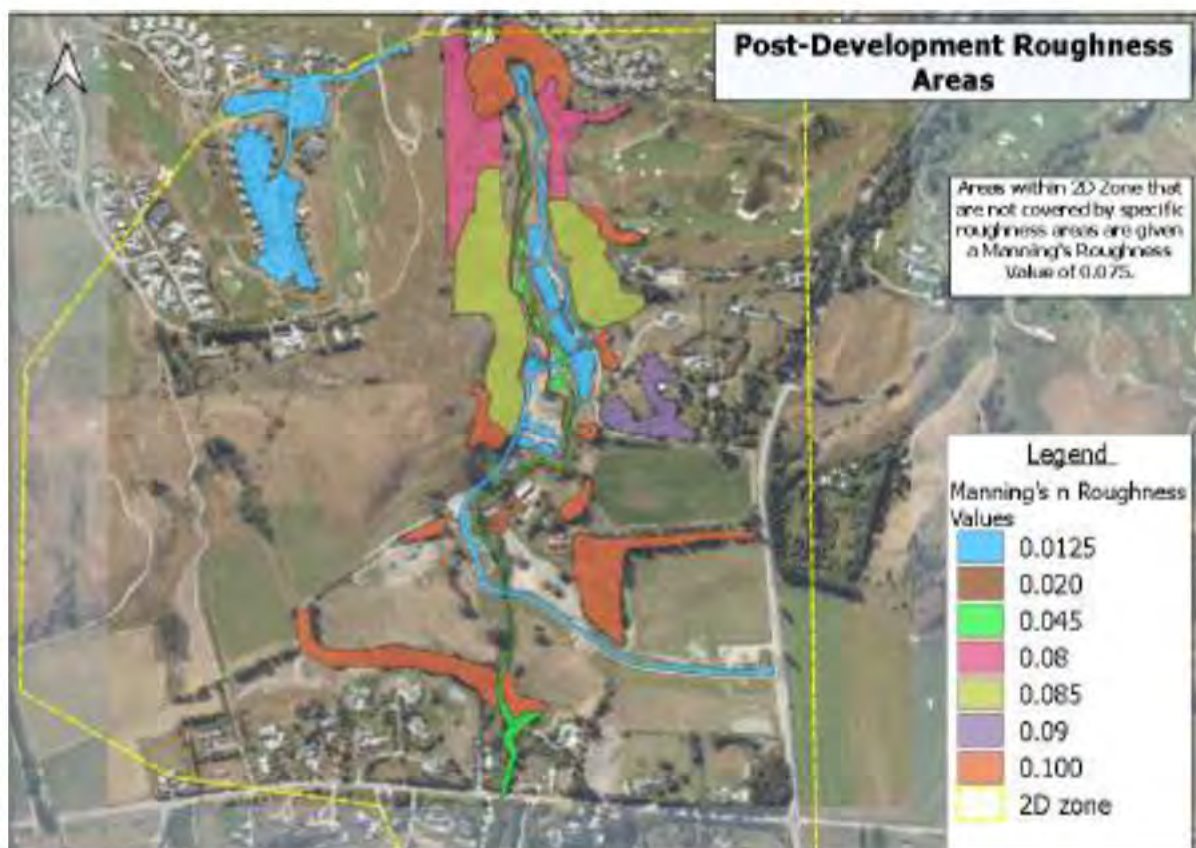 Post-Development Roughness
Areas
Areas within 2D Zone that
are not covered by specific
roughness areas are given
a Manning's Roughness
Value of 0.075.
Legend
Manning's n Roughness
Values
0.0125
0.020
0.045
0.08
0.085
0.09
0.100
2D zone